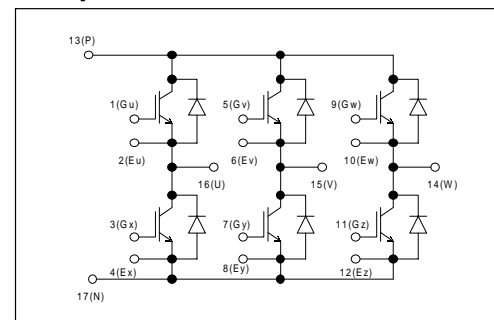 13(P)
1(Gu) 5(Gv) 9(Gw)
2(Eu) 6(Ev) 10(Ew)
16(U) 15(V) 14(W)
3(Gx) 7(Gy) 11(Gz)
4(Ex) 8(Ey) 12(Ez)
17(N)